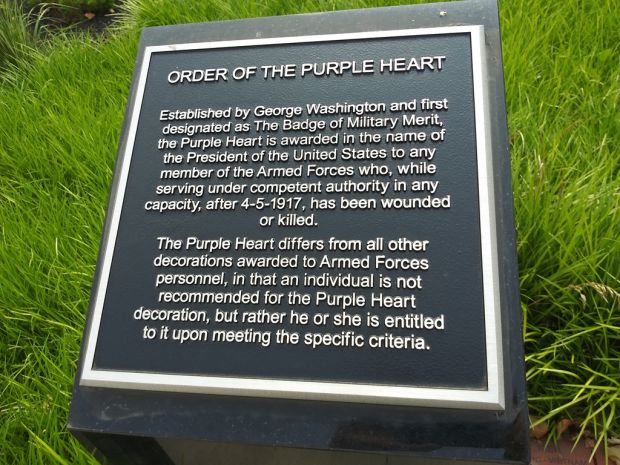 ORDER OF THE PURPLE HEART
Established by George Washington and first
designated as The Badge of Military Merit,
the Purple Heart is awarded in the name of
the President of the United States to any
member of the Armed Forces who, while
serving under competent authority in any
capacity, after 4-5-1917, has been wounded
or killed.
The Purple Heart differs from all other
decorations awarded to Armed Forces
personnel, in that an individual is not
recommended for the Purple Heart
decoration, but rather he or she is entitled
to it upon meeting the specific criteria.